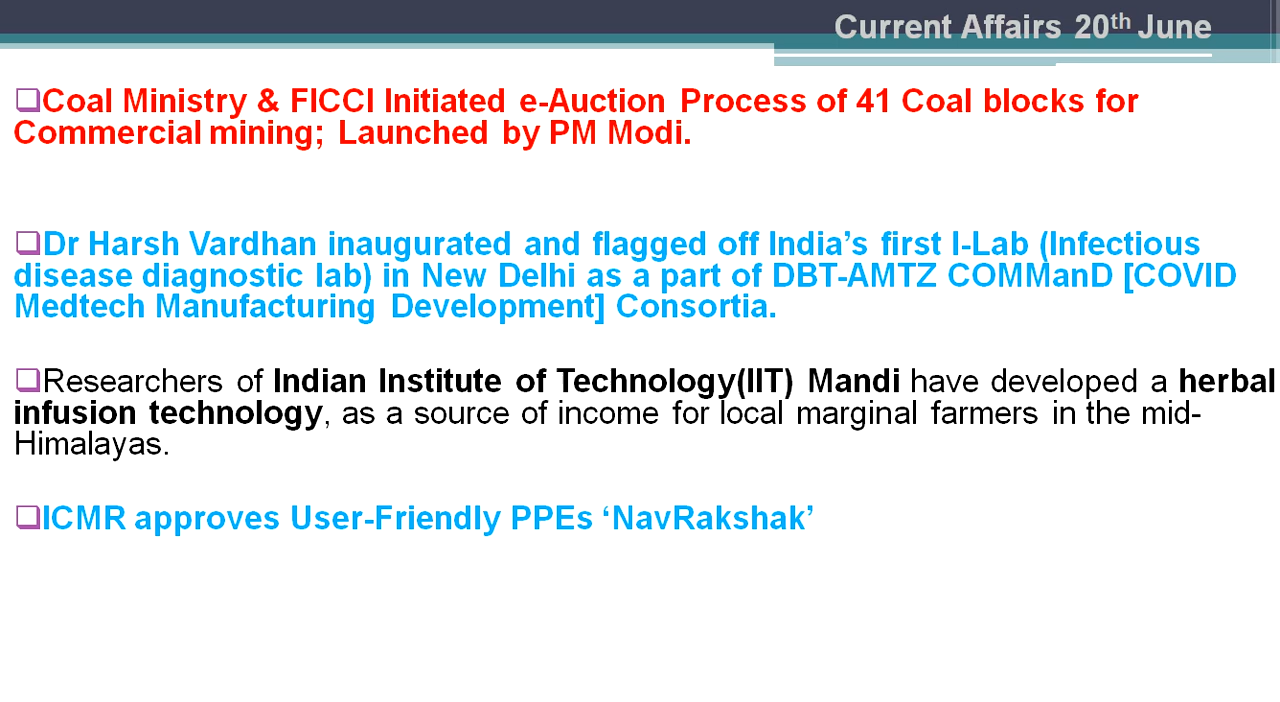 Current Affairs 20th June
❑Coal Ministry & FICCI Initiated e-Auction Process of 41 Coal blocks for
Commercial mining; Launched by PM Modi.
❑Dr Harsh Vardhan inaugurated and flagged off India’s first I-Lab (Infectious
disease diagnostic lab) in New Delhi as a part of DBT-AMTZ COMManD [COVID
Medtech Manufacturing Development] Consortia.
❑Researchers of Indian Institute of Technology(IIT) Mandi have developed a herbal
infusion technology, as a source of income for local marginal farmers in the mid-
Himalayas.
❑ICMR approves User-Friendly PPEs ‘NavRakshak’